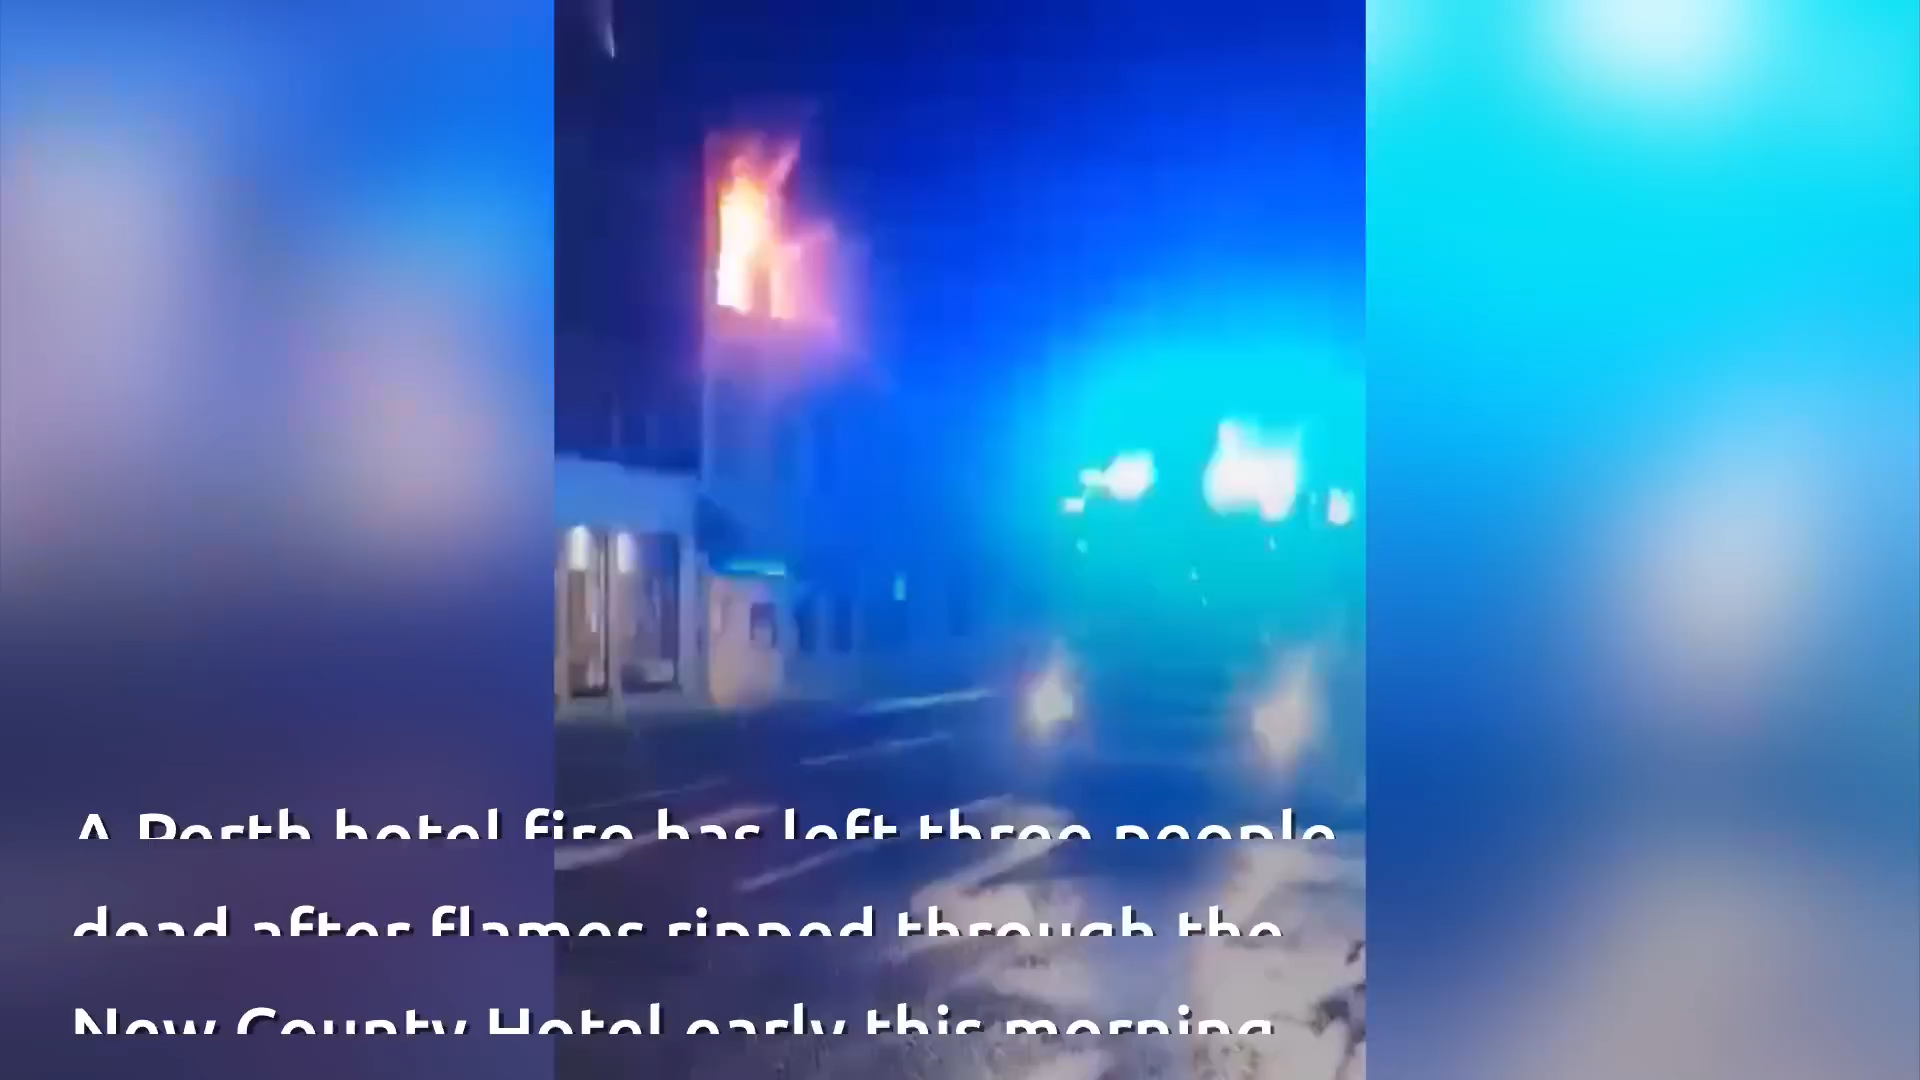 A Perth hotel fire has left three people
dead after flames ripped through the
New County Hotel early this morning